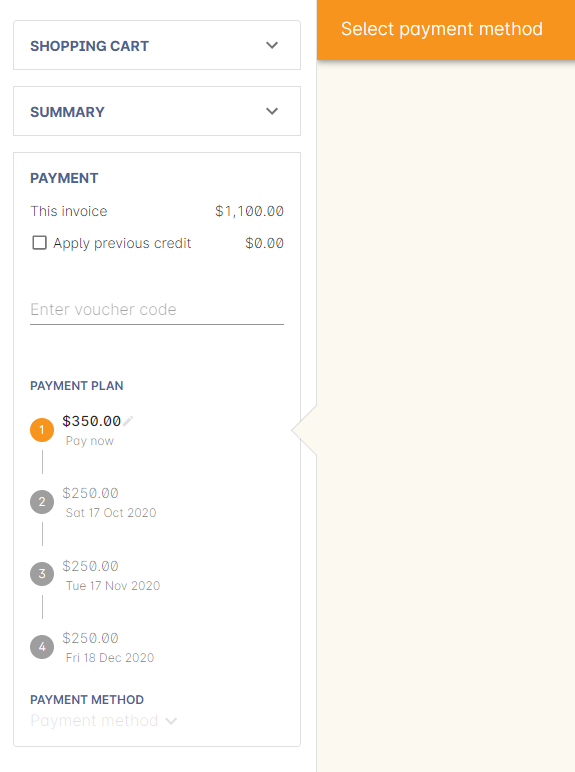 SHOPPING CART
SUMMARY
PAYMENT
This invoice $1,100.00
Apply previous credit $0.00
Enter voucher code
PAYMENT PLAN
1 $350.00
Pay now
2 $250.00
Sat 17 Oct 2020
3 $250.00
Tue 17 Nov 2020
4 $250.00
Fri 18 Dec 2020
PAYMENT METHOD
Payment method
Select payment method